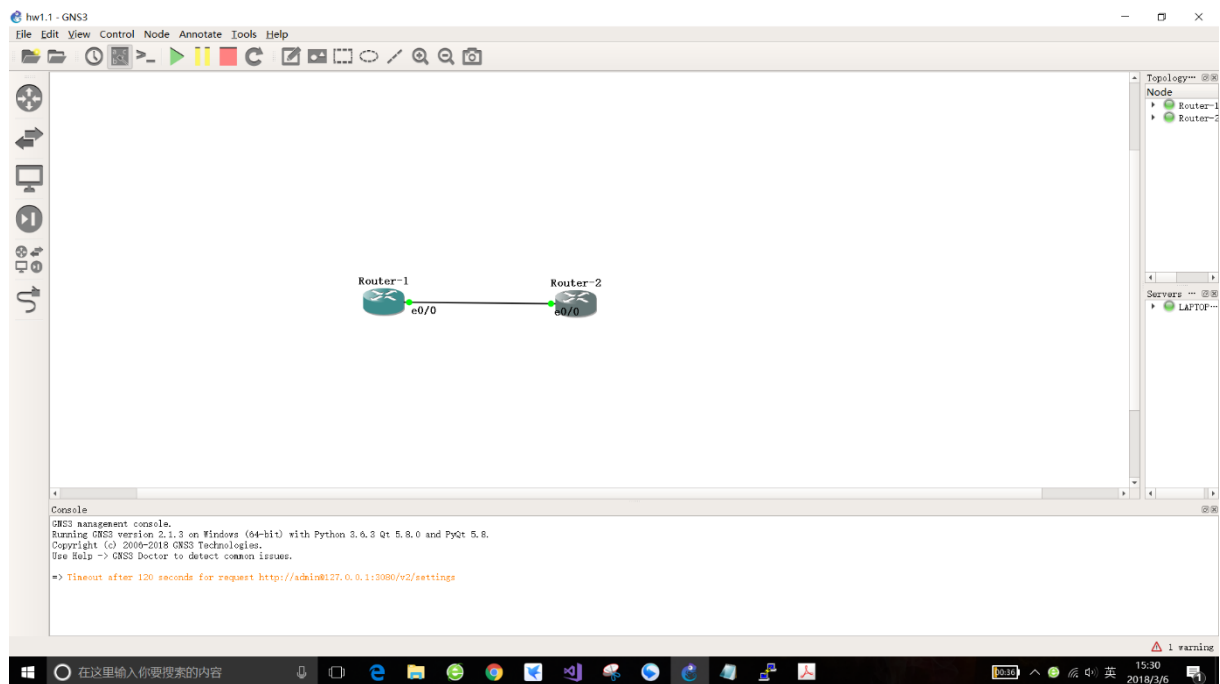 hw1.1 - GNS3
File Edit View Control Node Annotate Tools Help
Topology···
Node
Router-1
Router-2
Router-1
Router-2
e0/0
e0/0
Servers ···
LAPTOP···
Console
GNS3 management console.
Running GNS3 version 2.1.3 on Windows (64-bit) with Python 3.6.3 Qt 5.8.0 and PyQt 5.8.
Copyright (c) 2006-2018 GNS3 Technologies.
Use Help -> GNS3 Doctor to detect common issues.
=> Timeout after 120 seconds for request http://admin@127.0.0.1:3080/v2/settings
1 warning
在这里输入你要搜索的内容
0:36
英
15:30
2018/3/6